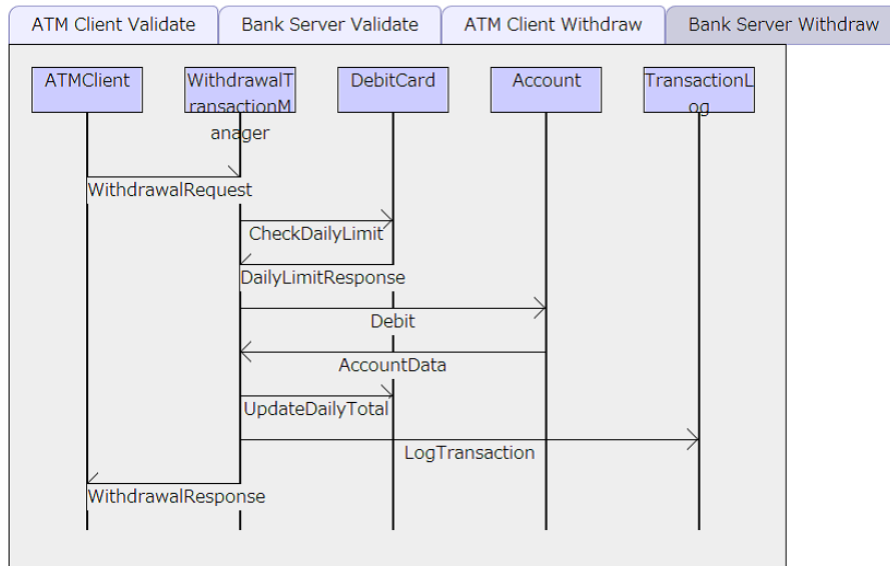 ATM Client Validate
Bank Server Validate
ATM Client Withdraw
Bank Server Withdraw
ATMClient
WithdrawalT
ransactionM
anager
DebitCard
Account
TransactionL
og
WithdrawalRequest
CheckDailyLimit
DailyLimitResponse
Debit
AccountData
UpdateDailyTotal
LogTransaction
WithdrawalResponse